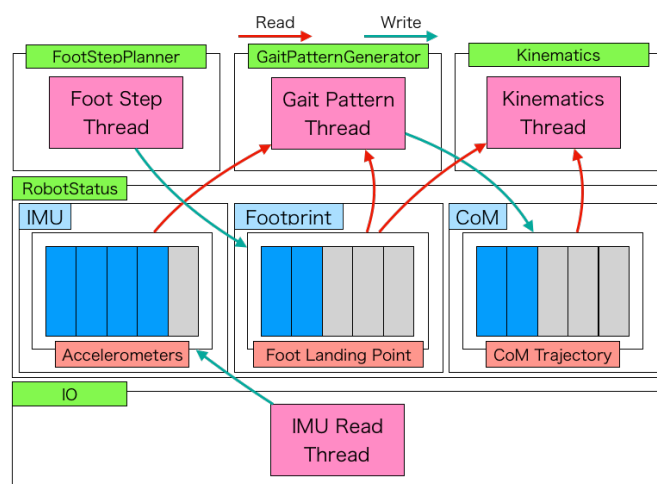 Read
Write
FootStepPlanner
GaitPatternGenerator
Kinematics
Foot Step
Thread
Gait Pattern
Thread
Kinematics
Thread
RobotStatus
IMU
Footprint
CoM
Accelerometers
Foot Landing Point
CoM Trajectory
IO
IMU Read
Thread